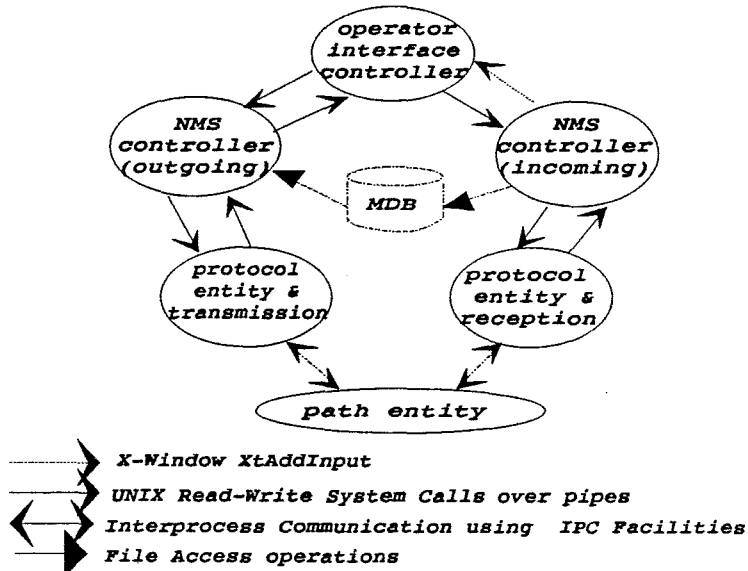 operator
interface
controller
NMS
controller
(outgoing)
NMS
controller
(incoming)
MDB
protocol
entity &
transmission
protocol
entity &
reception
path entity
X-Window XtAddInput
UNIX Read-Write System Calls over pipes
Interprocess Communication using IPC Facilities
File Access operations